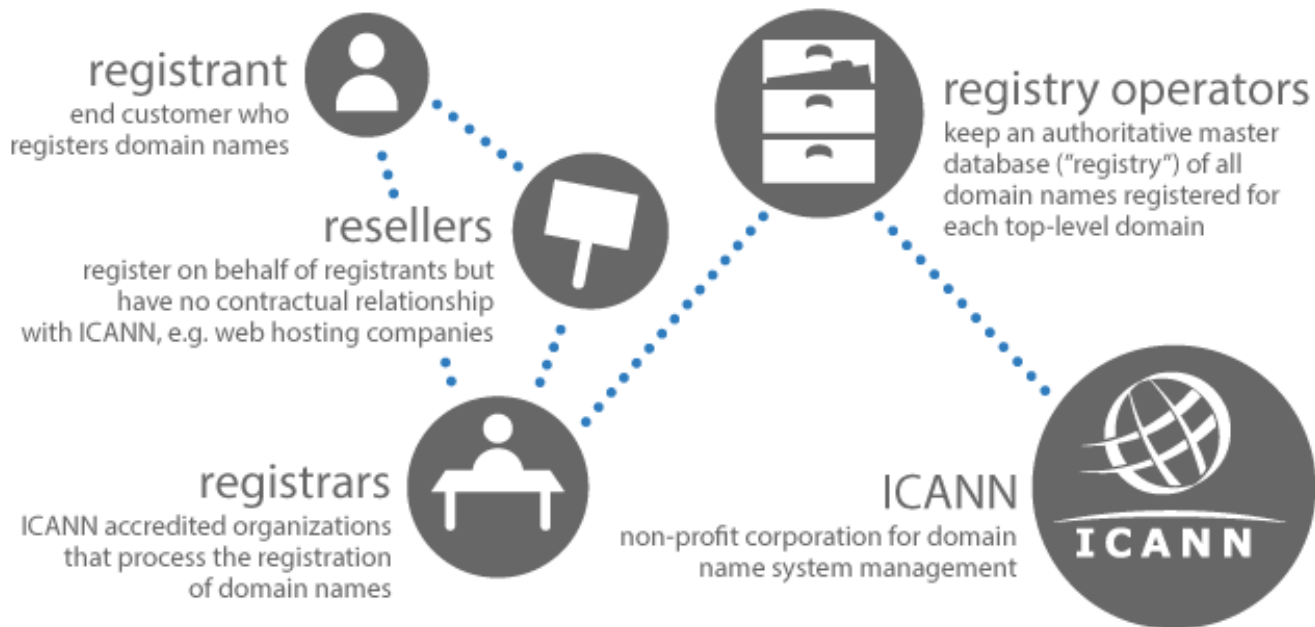 registrant
end customer who
registers domain names
resellers
register on behalf of registrants but
have no contractual relationship
with ICANN, e.g. web hosting companies
registrars
ICANN accredited organizations
that process the registration
of domain names
registry operators
keep an authoritative master
database ("registry") of all
domain names registered for
each top-level domain
ICANN
non-profit corporation for domain
name system management
ICANN